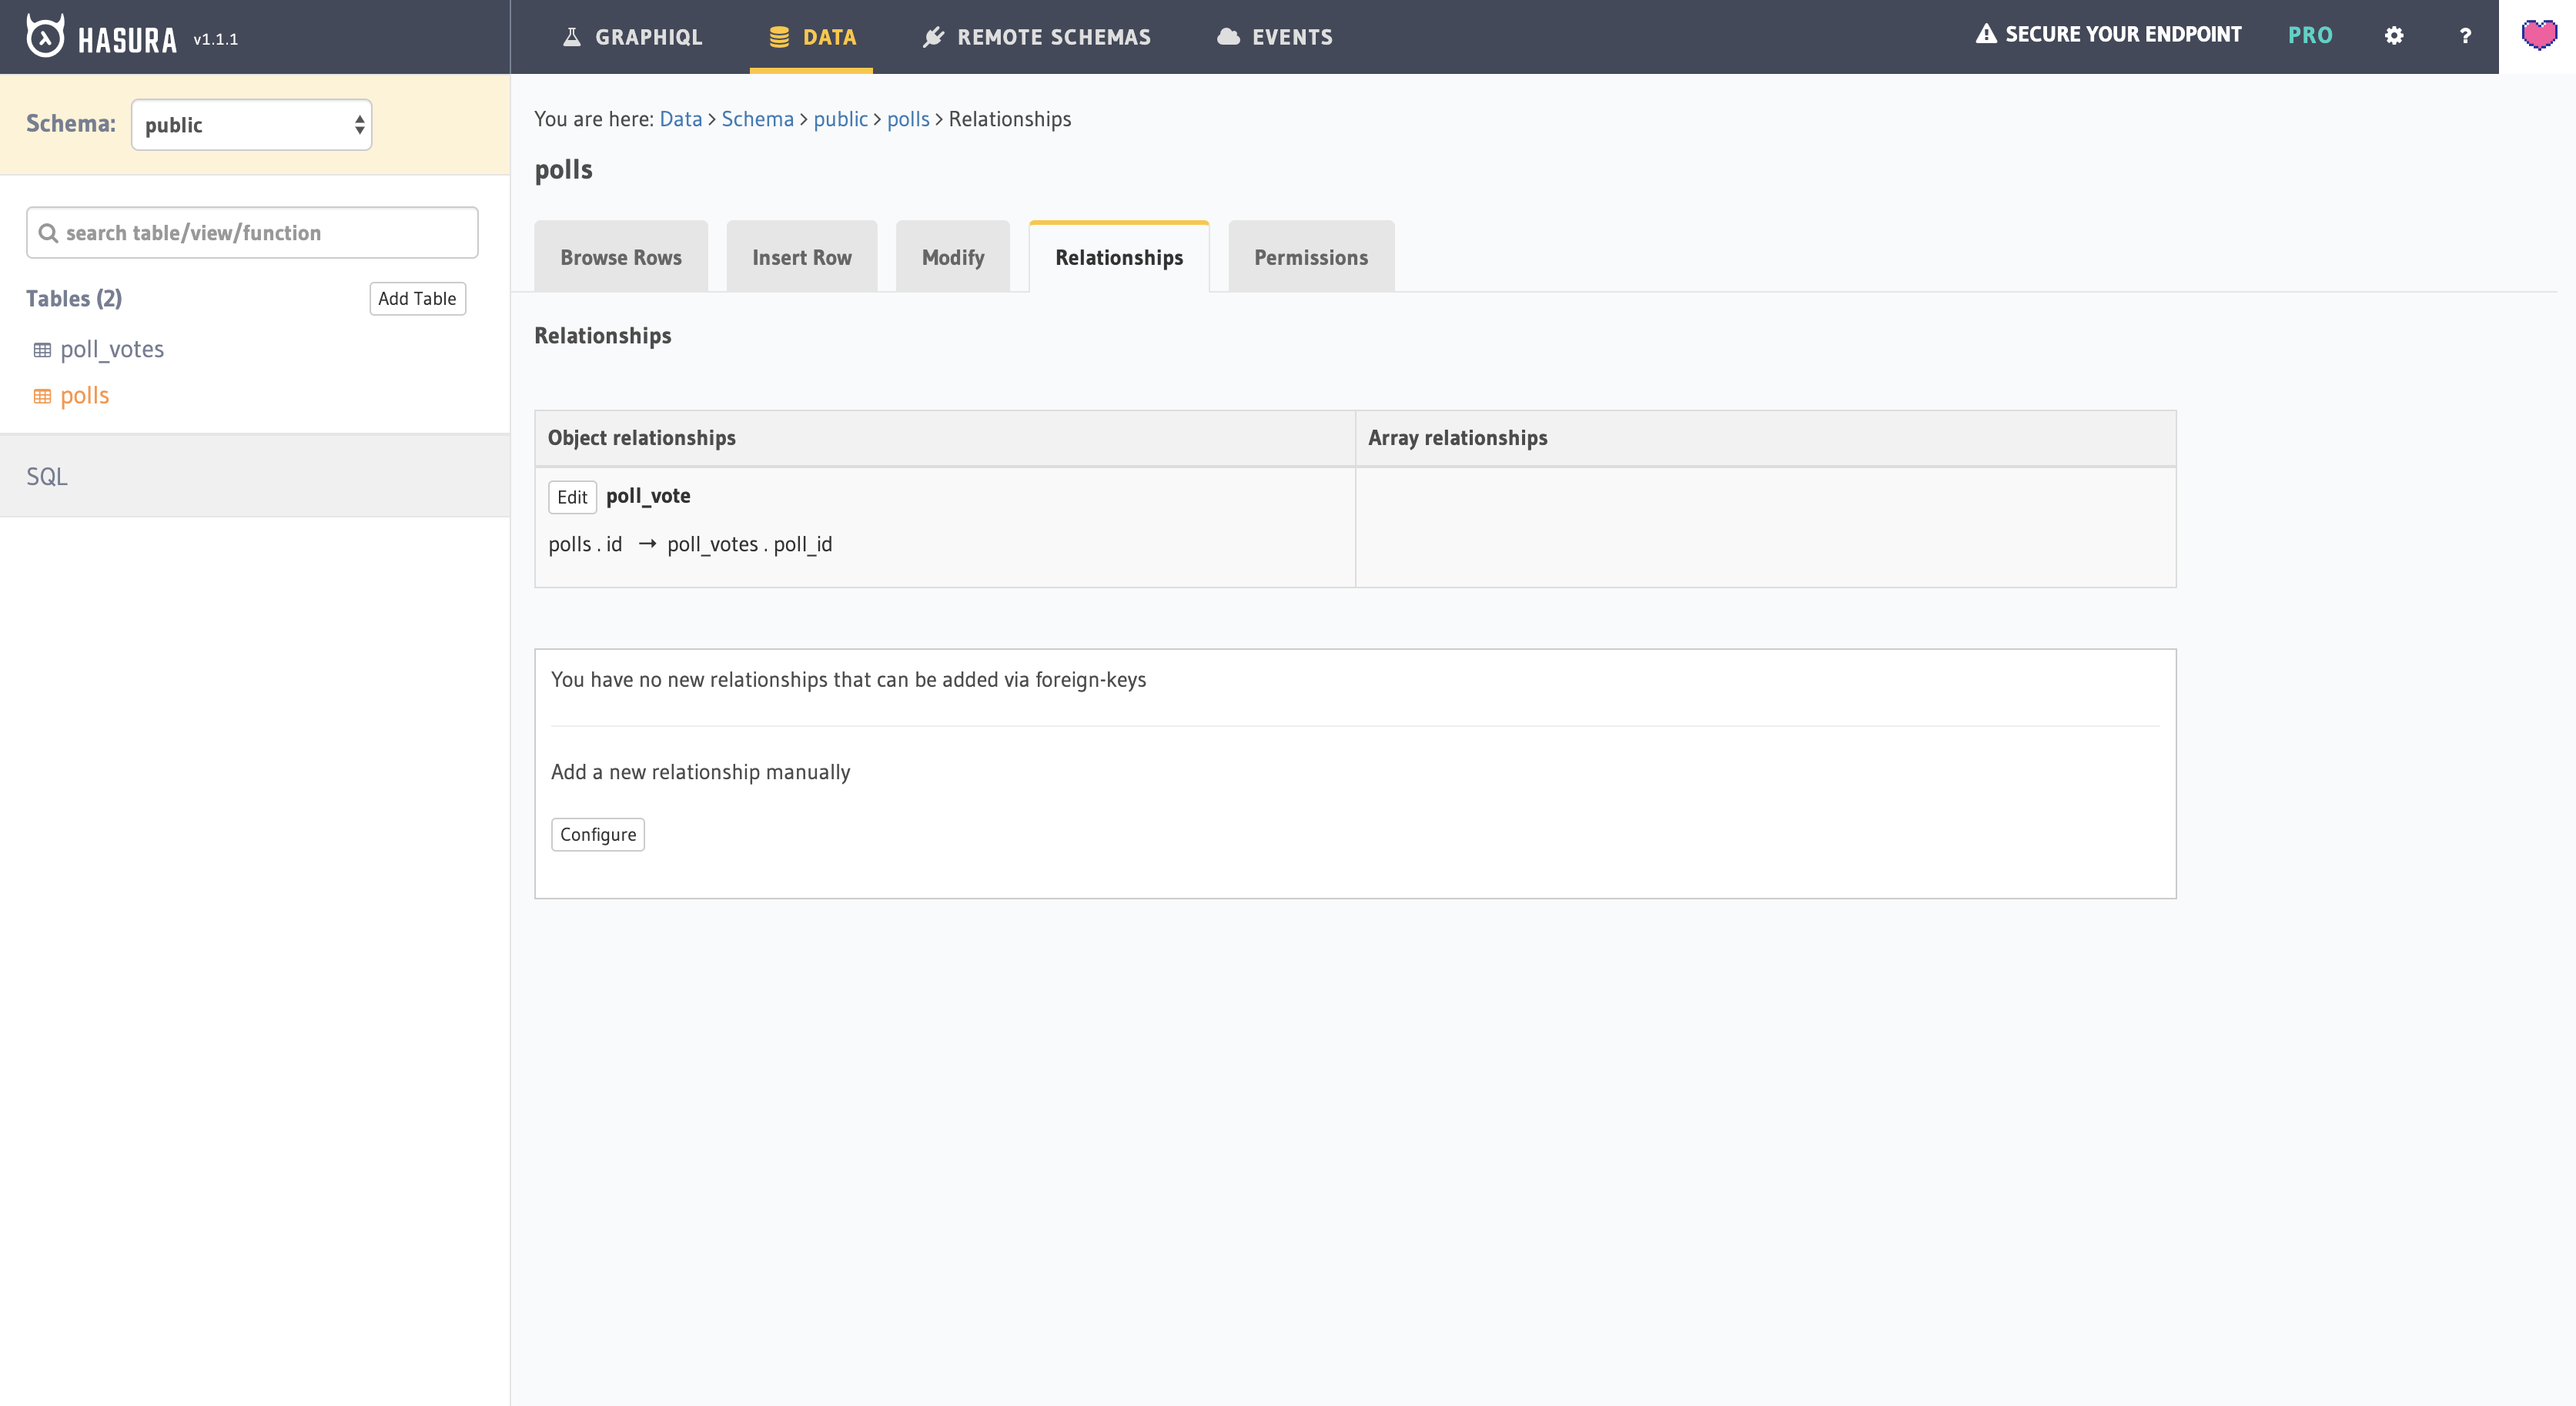 HASURA v1.1.1 GRAPHIQL DATA REMOTE SCHEMAS EVENTS SECURE YOUR ENDPOINT PRO ?
Schema: public
search table/view/function
Tables (2) Add Table
poll_votes
polls
SQL
You are here: Data > Schema > public > polls > Relationships
polls
Browse Rows Insert Row Modify Relationships Permissions
Relationships
Object relationships Array relationships
Edit poll_vote
polls . id → poll_votes . poll_id
You have no new relationships that can be added via foreign-keys
Add a new relationship manually
Configure